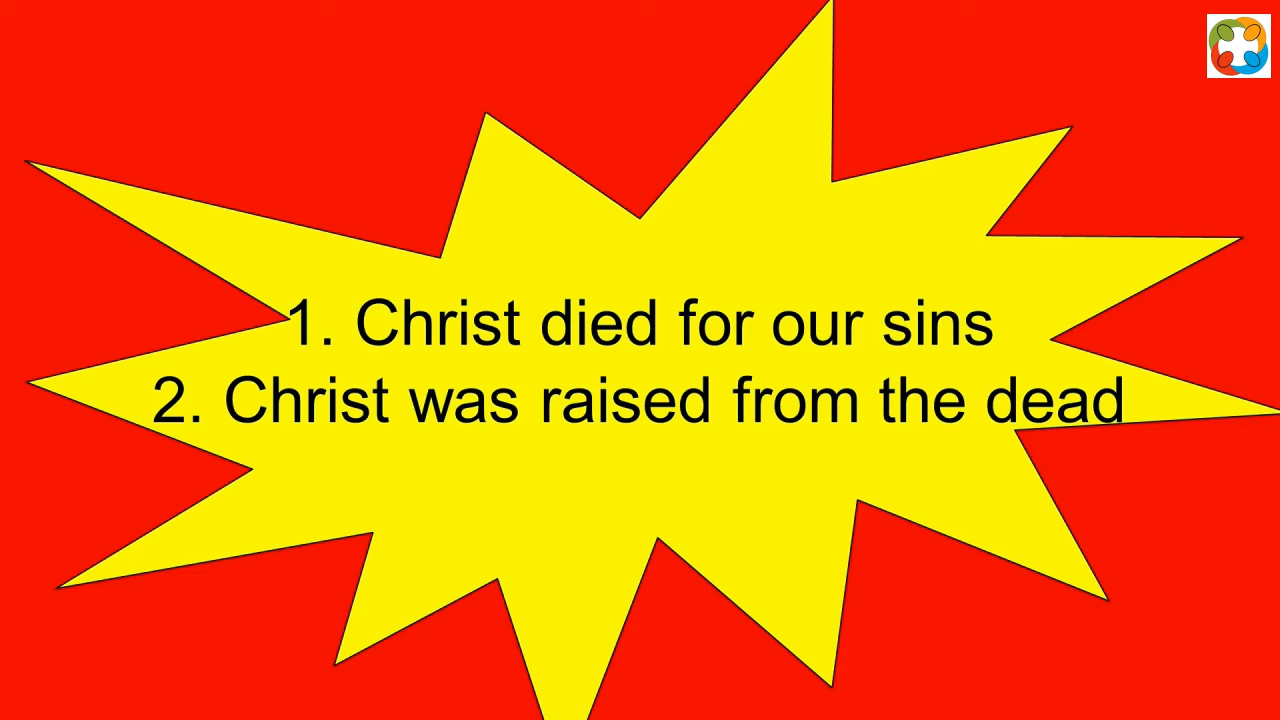 1. Christ died for our sins
2. Christ was raised from the dead